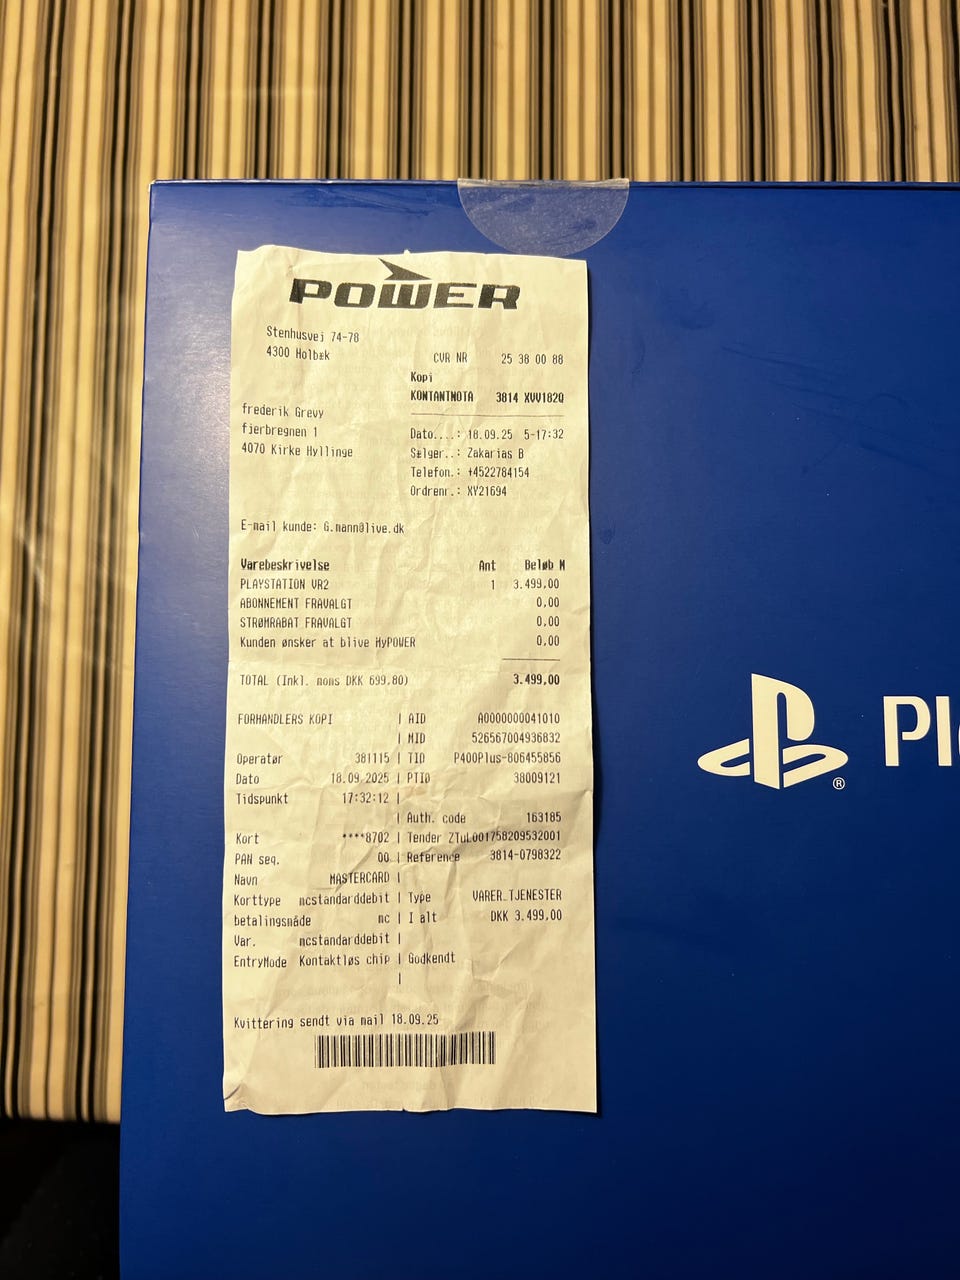 POWER
Stenhusvej 74-78
4300 Holbæk
CVR NR 25 38 00 88
Kopi
KONTANTNOTA 3814 XVV182Q
frederik Grevy
fjerbregnen 1
4070 Kirke Hyllinge
Dato....: 18.09.25 5-17:32
Sælger..: Zakarias B
Telefon.: +4522784154
Ordrenr.: XY21694
E-mail kunde: G.mann@live.dk
Varebeskrivelse Ant Beløb M
PLAYSTATION VR2 1 3.499,00
ABONNEMENT FRAVALGT 0,00
STRØMRABAT FRAVALGT 0,00
Kunden ønsker at blive MyPOWER 0,00
TOTAL (Inkl. moms DKK 699,80) 3.499,00
FORHANDLERS KOPI | AID A0000000041010
| MID 526567004936832
Operatør 381115 | TID P400Plus-806455856
Dato 18.09.2025 | PTID 38009121
Tidspunkt 17:32:12 |
| Auth. code 163185
Kort ****8702 | Tender ZTuL001758209532001
PAN seq. 00 | Reference 3814-0798322
Navn MASTERCARD |
Korttype mcstandarddebit | Type VARER_TJENESTER
betalingsmåde mc | I alt DKK 3.499,00
Var. mcstandarddebit |
EntryMode Kontaktløs chip | Godkendt
|
Kvittering sendt via mail 18.09.25
Pl
®